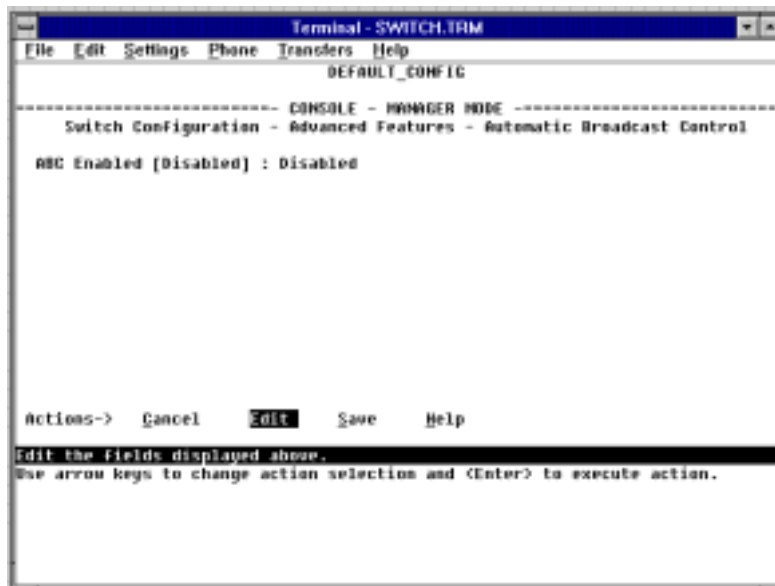 Terminal - SWITCH.TRM
File Edit Settings Phone Transfers Help
DEFAULT_CONFIG
---------------------------- CONSOLE - MANAGER MODE ----------------------------
Switch Configuration - Advanced Features - Automatic Broadcast Control
ABC Enabled [Disabled] : Disabled
Actions-> Cancel Edit Save Help
Edit the fields displayed above.
Use arrow keys to change action selection and <Enter> to execute action.